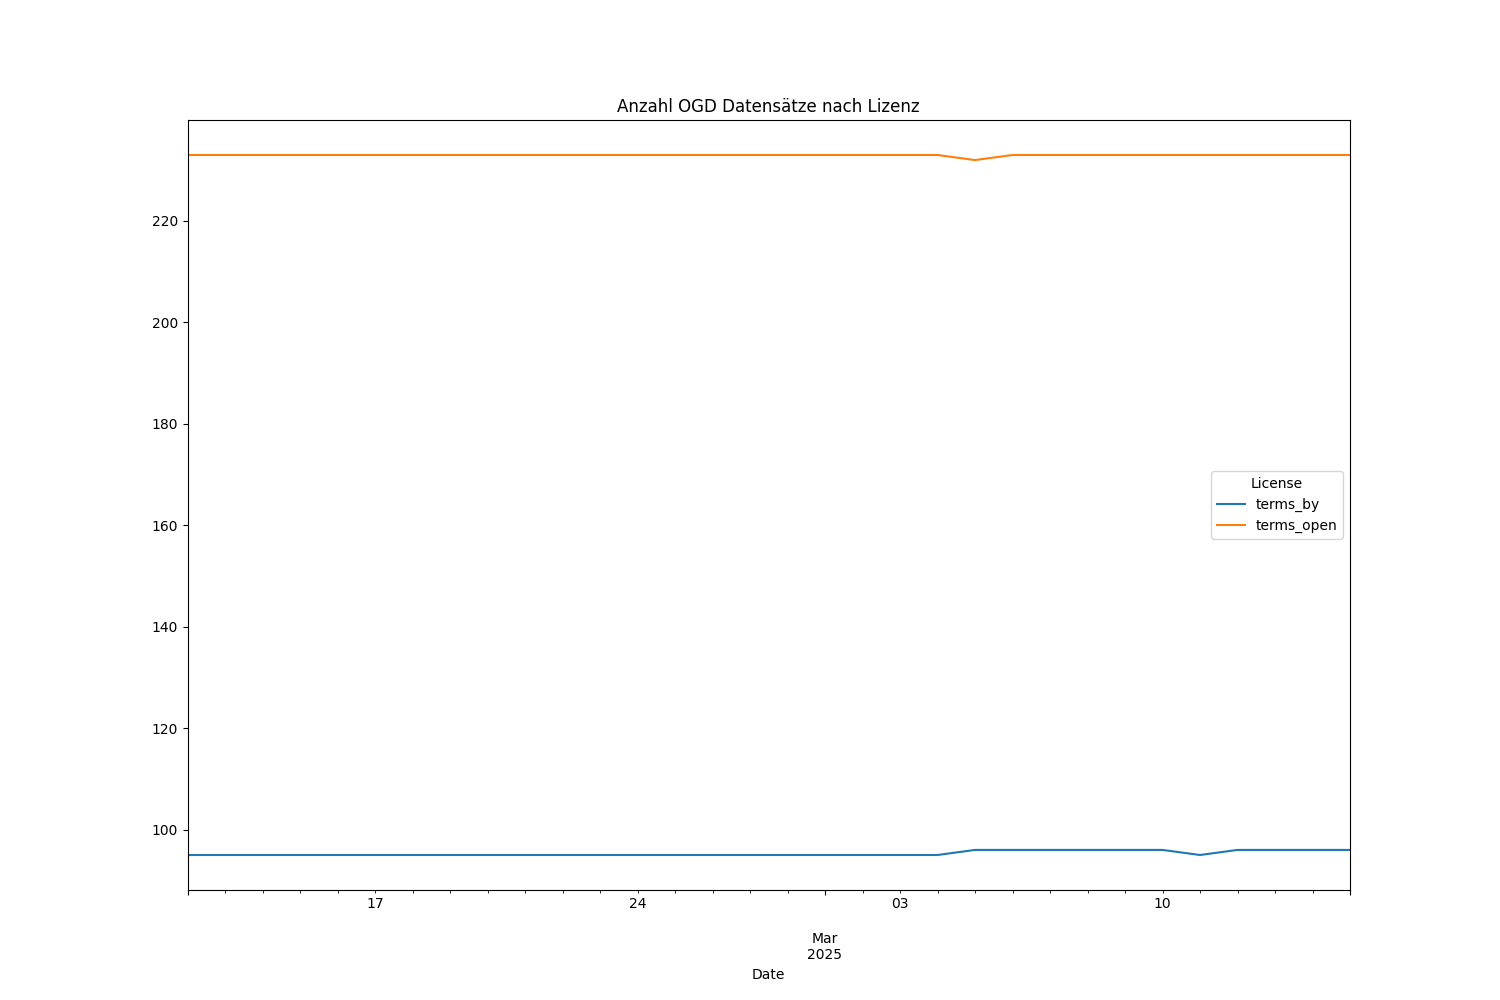 Anzahl OGD Datensätze nach Lizenz
220
200
180
160
140
120
100
License
terms_by
terms_open
17
24
03
10
Mar
2025
Date